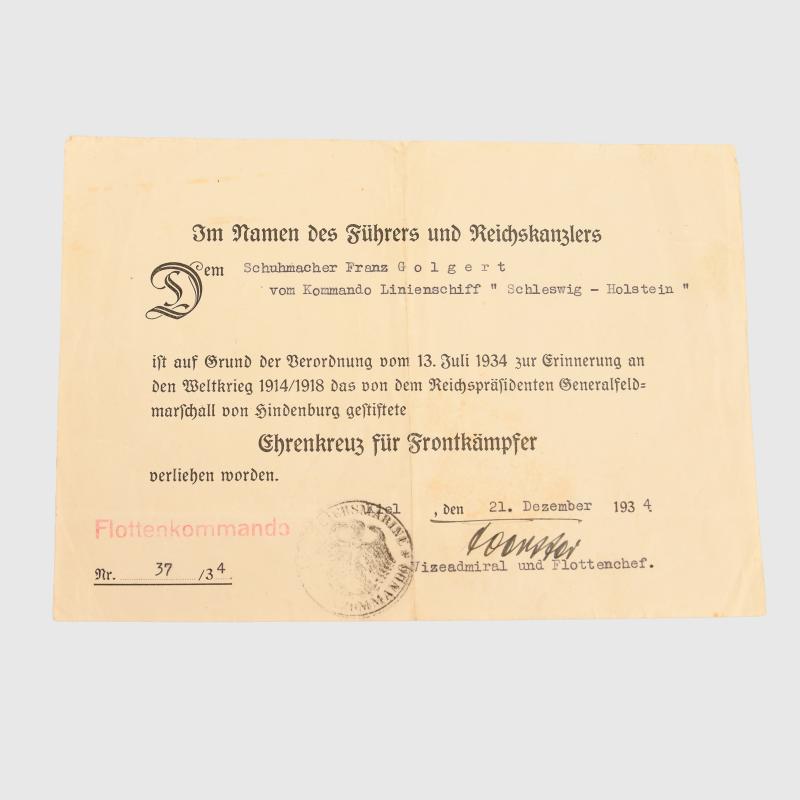 Im Namen des Führers und Reichskanzlers
Dem Schuhmacher Franz Golgert
vom Kommando Linienschiff " Schleswig - Holstein "
ist auf Grund der Verordnung vom 13. Juli 1934 zur Erinnerung an
den Weltkrieg 1914/1918 das von dem Reichspräsidenten Generalfeld=
marschall von Hindenburg gestiftete
Ehrenkreuz für Frontkämpfer
verliehen worden.
Kiel, den 21. Dezember 1934
Flottenkommando
Vizeadmiral und Flottenchef.
Nr. 37 /34.